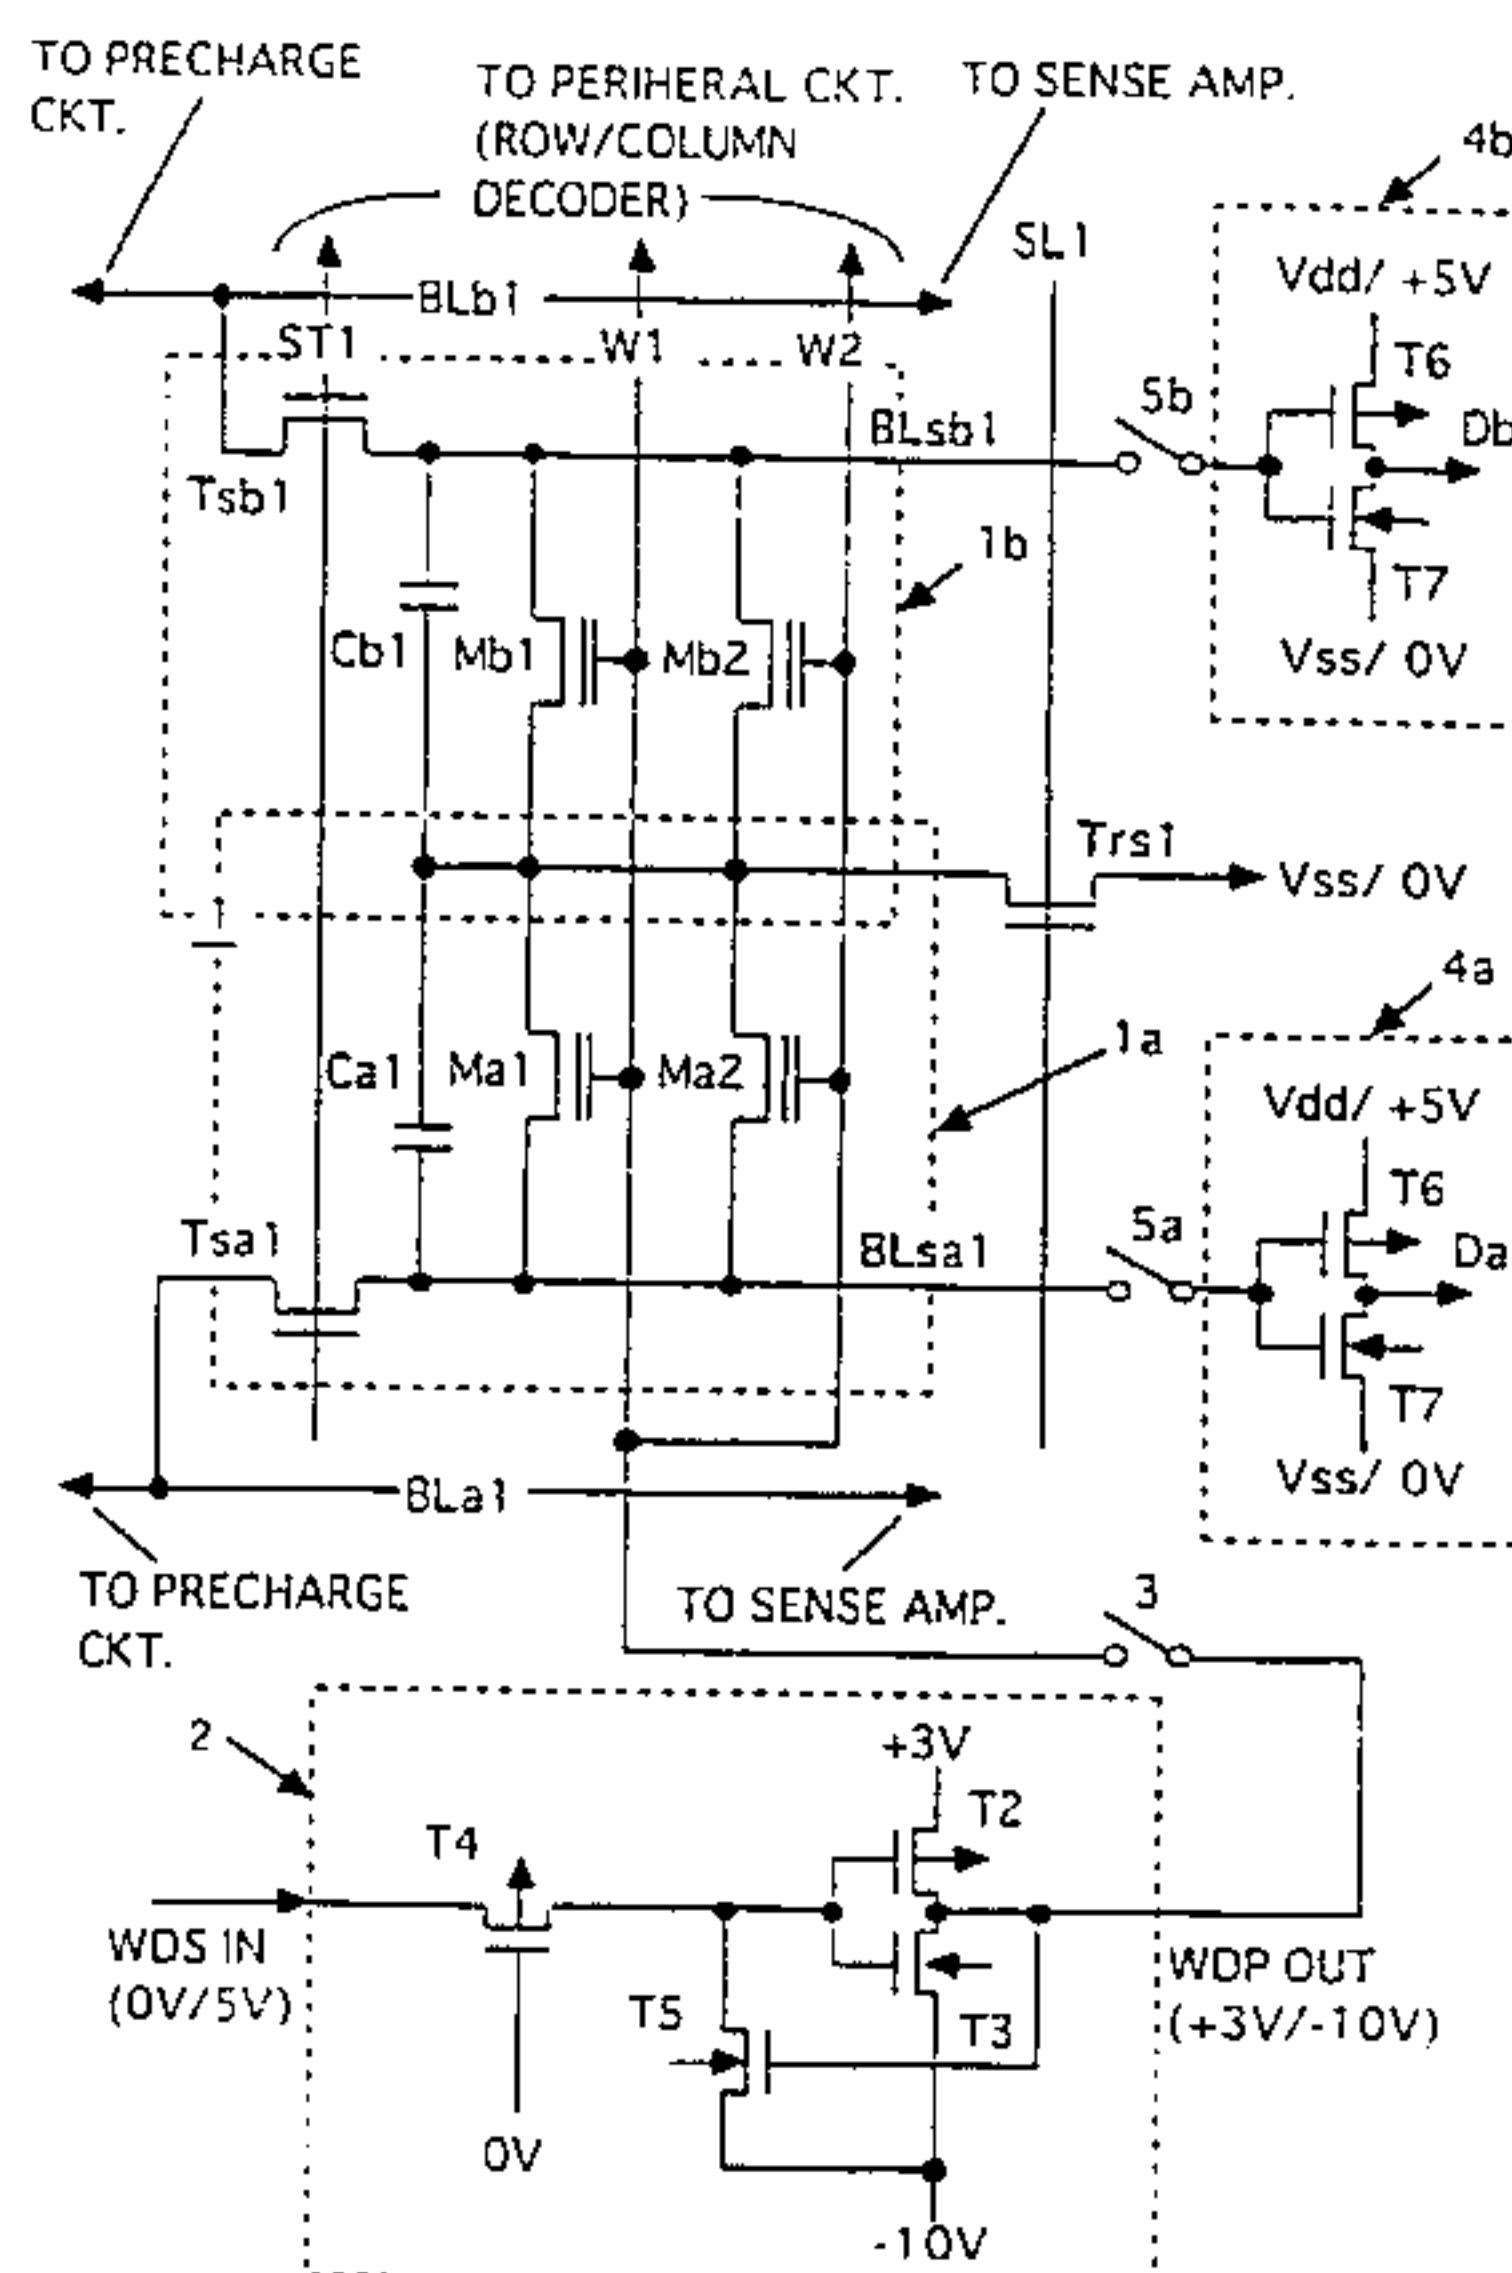 TO PRECHARGE
CKT.
TO PERIHERAL CKT.
(ROW/COLUMN
DECODER)
TO SENSE AMP.
4b
SL1
Vdd/ +5V
BLb1
ST1
W1
W2
T6
5b
BLsb1
Db
Tsb1
1b
T7
Cb1
Mb1
Mb2
Vss/ 0V
Trs1
Vss/ 0V
4a
1a
Ca1
Ma1
Ma2
Vdd/ +5V
T6
Tsa1
5a
BLsa1
Da
T7
BLa1
Vss/ 0V
TO PRECHARGE
CKT.
TO SENSE AMP.
3
2
+3V
T2
T4
WDS IN
(0V/5V)
WDP OUT
(+3V/-10V)
T5
T3
0V
-10V